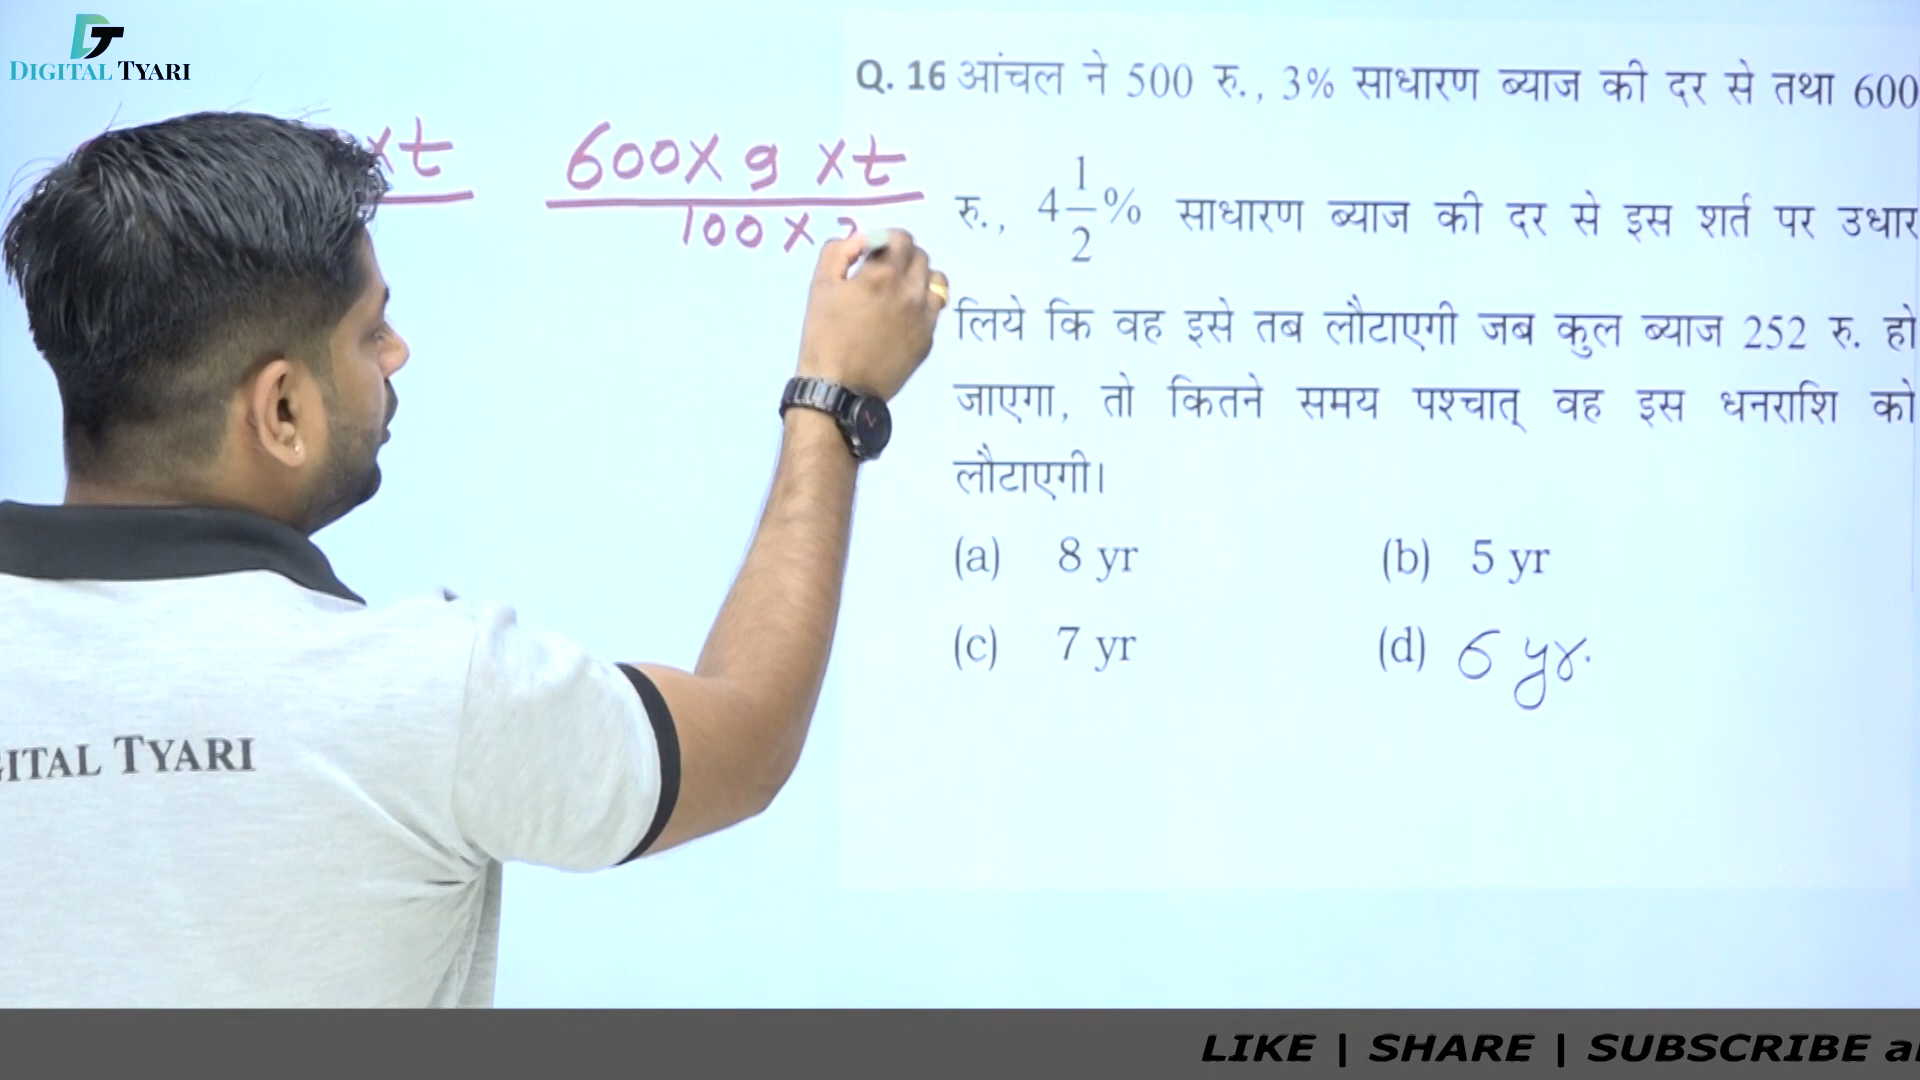 DIGITAL TYARI
Q. 16 आंचल ने 500 रु., 3% साधारण ब्याज की दर से तथा 600
रु., 4 1/2 % साधारण ब्याज की दर से इस शर्त पर उधार
लिये कि वह इसे तब लौटाएगी जब कुल ब्याज 252 रु. हो
जाएगा, तो कितने समय पश्चात् वह इस धनराशि को
लौटाएगी।
(a) 8 yr (b) 5 yr
(c) 7 yr (d) 6 yr.
xt
600 x 9 x t
100 x
GITAL TYARI
LIKE | SHARE | SUBSCRIBE